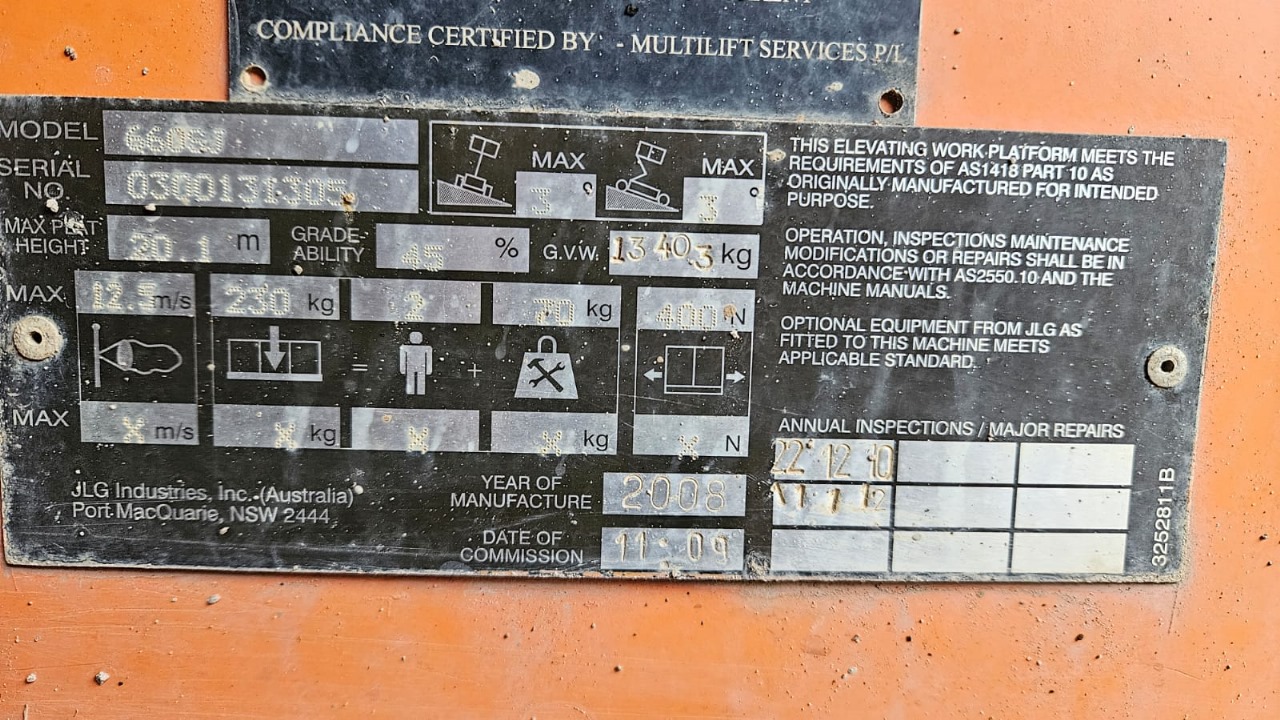 COMPLIANCE CERTIFIED BY: - MULTILIFT SERVICES P/L
MODEL 660SJ
SERIAL NO. 0300131305
MAX PLAT HEIGHT 20.1 m
GRADE-ABILITY 45 %
G.V.W. 13403 kg
MAX 3°
MAX 3°
MAX 12.5 m/s 230 kg 2 70 kg 400 N
= +
MAX X m/s X kg X X kg X N
JLG Industries, Inc. (Australia)
Port MacQuarie, NSW 2444
YEAR OF MANUFACTURE 2008
DATE OF COMMISSION 11·09
THIS ELEVATING WORK PLATFORM MEETS THE
REQUIREMENTS OF AS1418 PART 10 AS
ORIGINALLY MANUFACTURED FOR INTENDED
PURPOSE.
OPERATION, INSPECTIONS MAINTENANCE
MODIFICATIONS OR REPAIRS SHALL BE IN
ACCORDANCE WITH AS2550.10 AND THE
MACHINE MANUALS.
OPTIONAL EQUIPMENT FROM JLG AS
FITTED TO THIS MACHINE MEETS
APPLICABLE STANDARD.
ANNUAL INSPECTIONS / MAJOR REPAIRS
22 12 10
11 1 12
3252811B